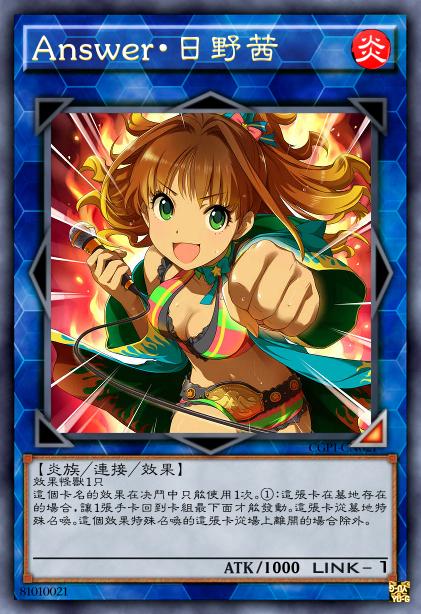 Answer·日野茜
炎
【炎族/連接/效果】
效果怪獸1只
這個卡名的效果在決鬥中只能使用1次。①:這張卡在墓地存在
的場合,讓1張手卡回到卡組最下面才能發動。這張卡從墓地特
殊召喚。這個效果特殊召喚的這張卡從場上離開的場合除外。
ATK/1000 LINK-1
81010021